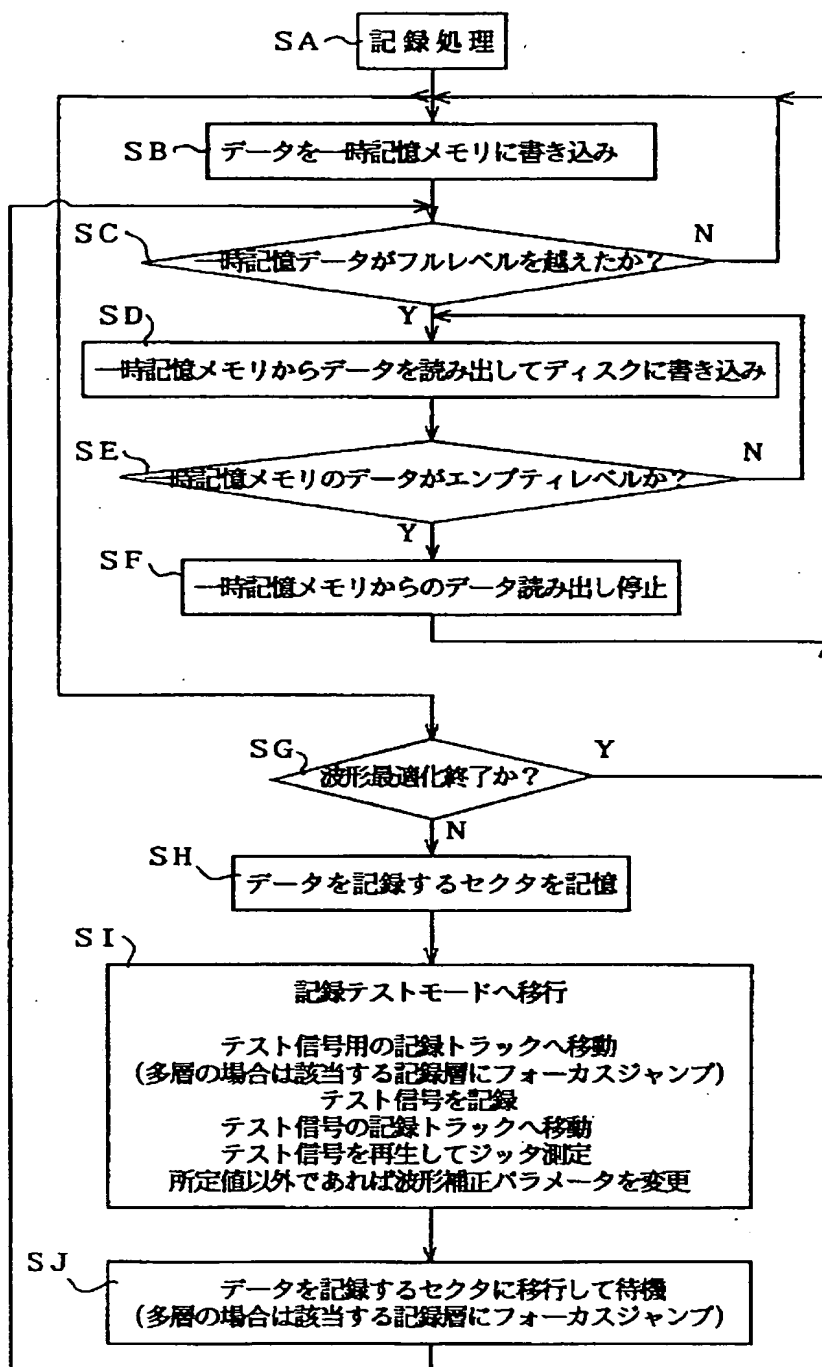 SA 記録処理
SB データを一時記憶メモリに書き込み
SC 一時記憶データがフルレベルを越えたか？ N
Y
SD 一時記憶メモリからデータを読み出してディスクに書き込み
SE 一時記憶メモリのデータがエンプティレベルか？ N
Y
SF 一時記憶メモリからのデータ読み出し停止
SG 波形最適化終了か？ Y
N
SH データを記録するセクタを記憶
SI
記録テストモードへ移行
テスト信号用の記録トラックへ移動
(多層の場合は該当する記録層にフォーカスジャンプ)
テスト信号を記録
テスト信号の記録トラックへ移動
テスト信号を再生してジッタ測定
所定値以外であれば波形補正パラメータを変更
SJ
データを記録するセクタに移行して待機
(多層の場合は該当する記録層にフォーカスジャンプ)